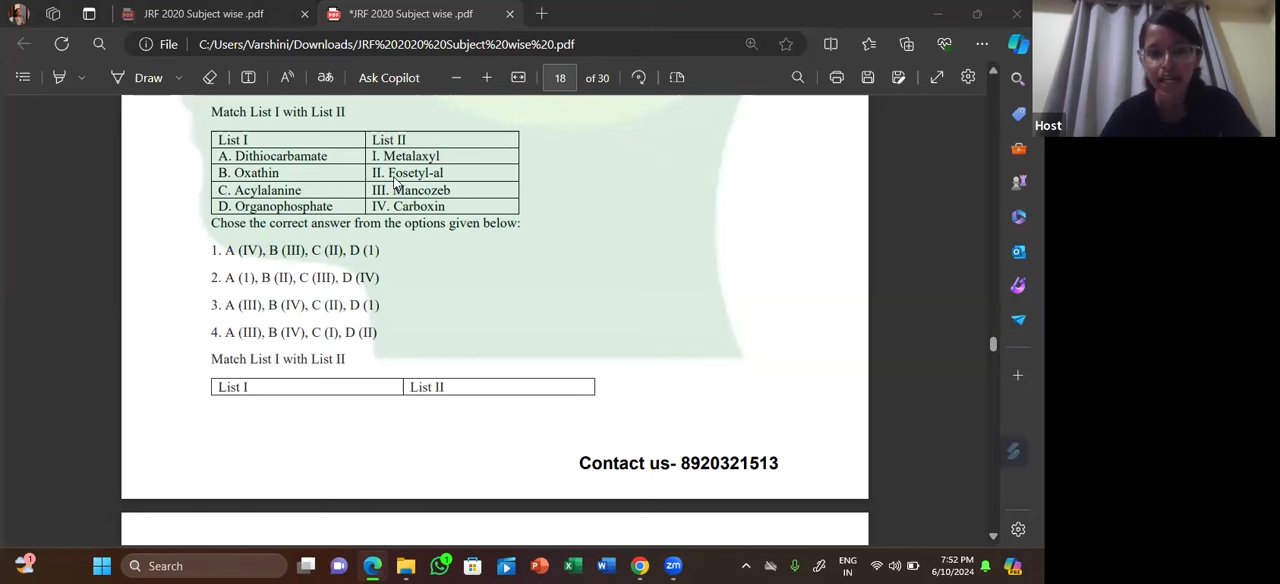 JRF 2020 Subject wise .pdf
*JRF 2020 Subject wise .pdf
File
C:/Users/Varshini/Downloads/JRF%202020%20Subject%20wise%20.pdf
Draw
Ask Copilot
18 of 30
Host
Match List I with List II
List I List II
A. Dithiocarbamate I. Metalaxyl
B. Oxathin II. Fosetyl-al
C. Acylalanine III. Mancozeb
D. Organophosphate IV. Carboxin
Chose the correct answer from the options given below:
1. A (IV), B (III), C (II), D (1)
2. A (1), B (II), C (III), D (IV)
3. A (III), B (IV), C (II), D (1)
4. A (III), B (IV), C (I), D (II)
Match List I with List II
List I List II
Contact us- 8920321513
Search
ENG
IN
7:52 PM
6/10/2024